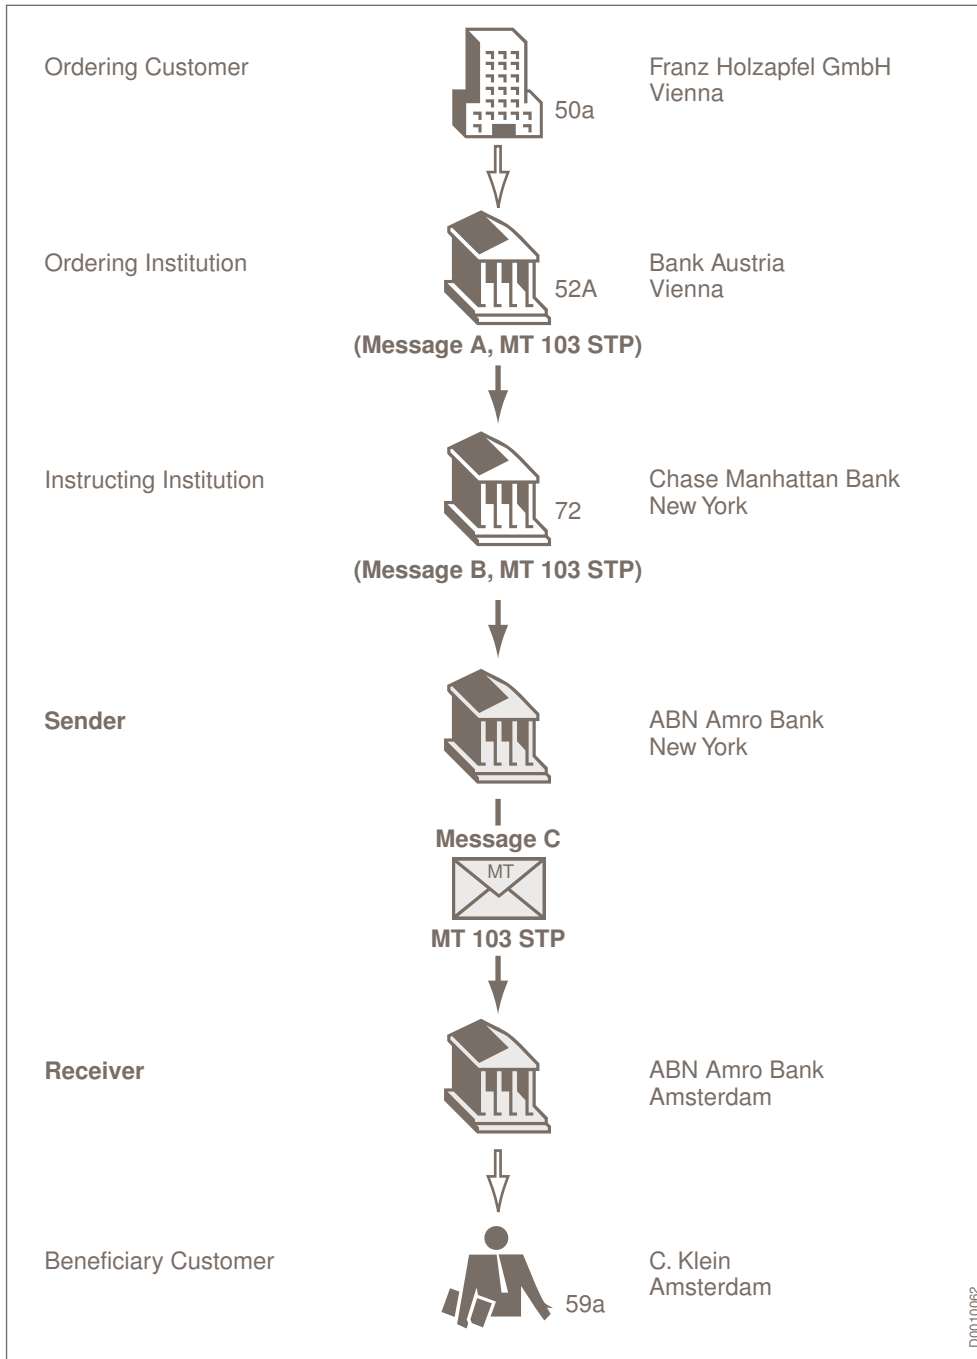 Ordering Customer
50a
Franz Holzapfel GmbH
Vienna
Ordering Institution
52A
Bank Austria
Vienna
(Message A, MT 103 STP)
Instructing Institution
72
Chase Manhattan Bank
New York
(Message B, MT 103 STP)
Sender
ABN Amro Bank
New York
Message C
MT
MT 103 STP
Receiver
ABN Amro Bank
Amsterdam
Beneficiary Customer
59a
C. Klein
Amsterdam
D0010062